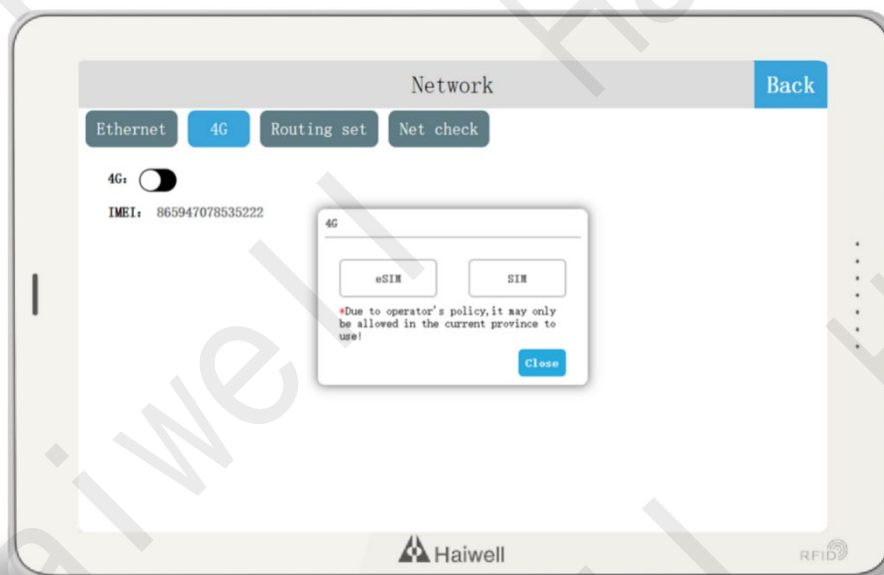 Network
Back
Ethernet
4G
Routing set
Net check
4G:
IMEI: 865947078535222
4G
eSIM
SIM
*Due to operator's policy,it may only
be allowed in the current province to
use!
Close
Haiwell
RFID
Haiwell